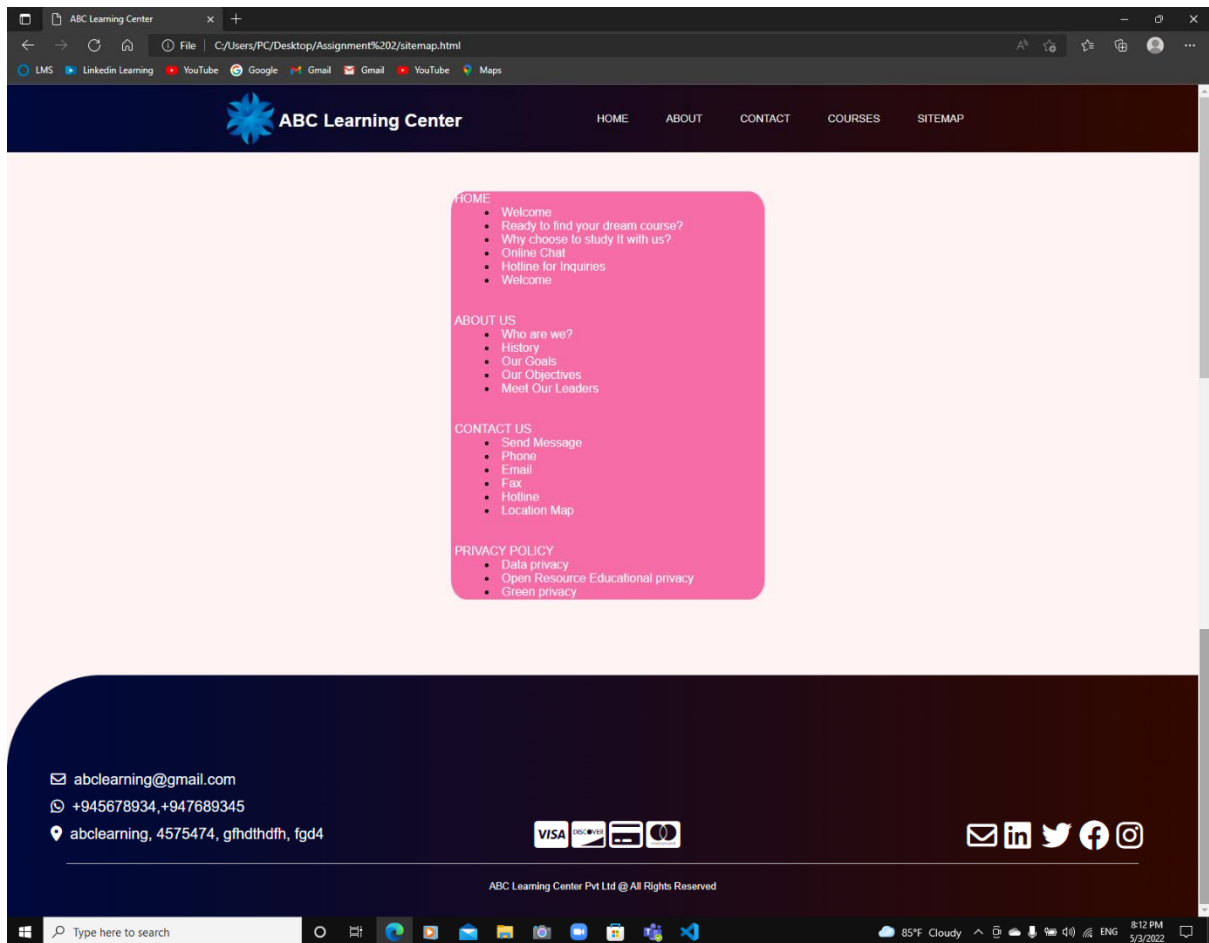 ABC Learning Center
File | C:/Users/PC/Desktop/Assignment%202/sitemap.html
LMS Linkedin Learning YouTube Google Gmail Gmail YouTube Maps
ABC Learning Center HOME ABOUT CONTACT COURSES SITEMAP
HOME
Welcome
Ready to find your dream course?
Why choose to study It with us?
Online Chat
Hotline for Inquiries
Welcome
ABOUT US
Who are we?
History
Our Goals
Our Objectives
Meet Our Leaders
CONTACT US
Send Message
Phone
Email
Fax
Hotline
Location Map
PRIVACY POLICY
Data privacy
Open Resource Educational privacy
Green privacy
abclearning@gmail.com
+945678934,+947689345
abclearning, 4575474, gfhdthdfh, fgd4
VISA DISCOVER
ABC Learning Center Pvt Ltd @ All Rights Reserved
Type here to search 85°F Cloudy ENG 8:12 PM
5/3/2022